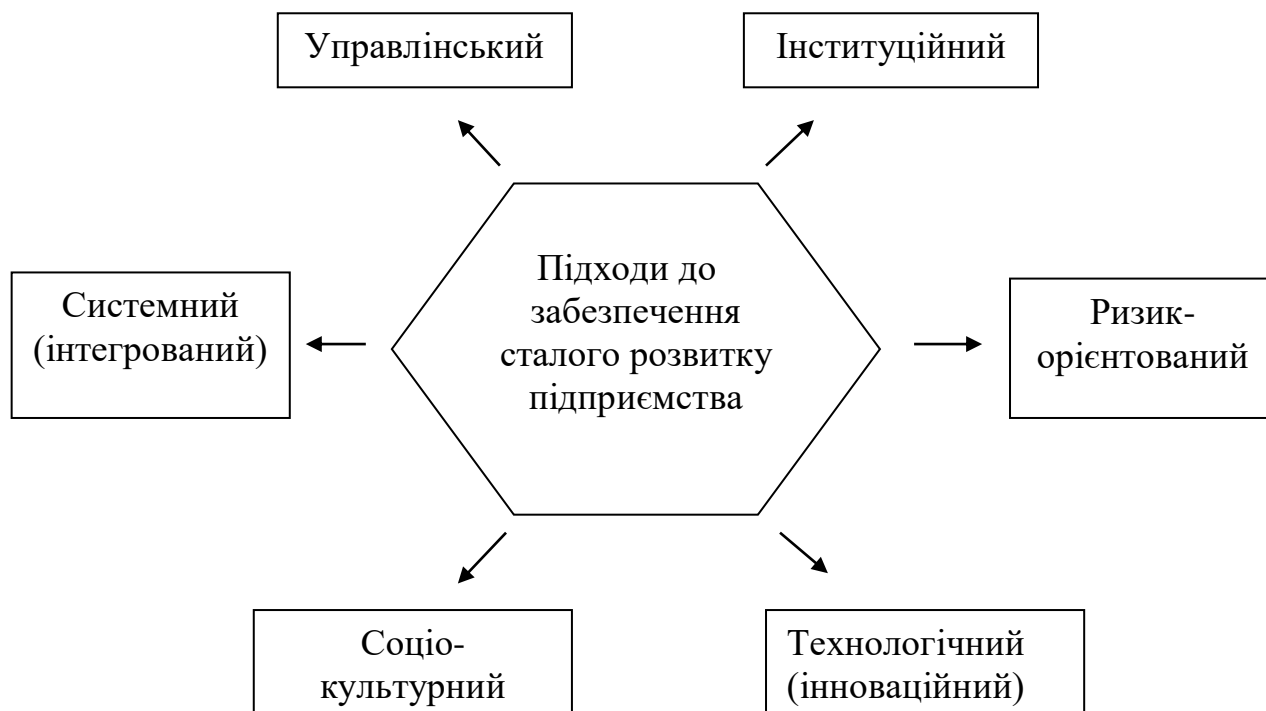 Управлінський
Інституційний
Підходи до
забезпечення
сталого розвитку
підприємства
Системний
(інтегрований)
Ризик-
орієнтований
Соціо-
культурний
Технологічний
(інноваційний)